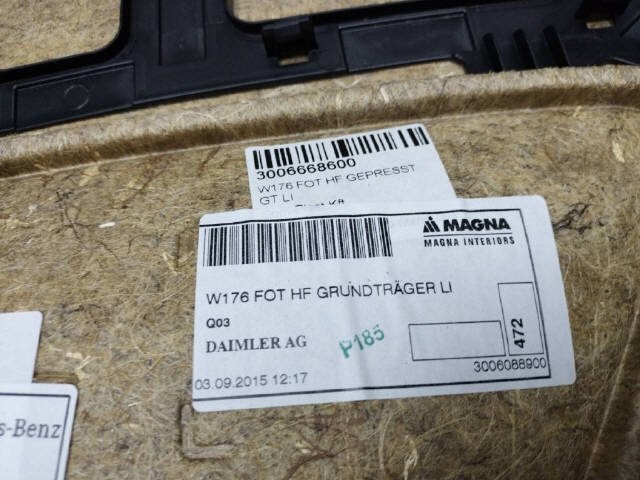 3006668600
W176 FOT HF GEPRESST
GT LI
MAGNA
MAGNA INTERIORS
W176 FOT HF GRUNDTRÄGER LI
Q03
DAIMLER AG
P185
472
03.09.2015 12:17
3006088900
s-Benz